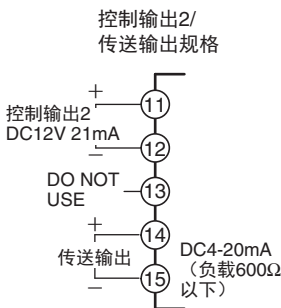 控制输出2/
传送输出规格
+
11
控制输出2
DC12V 21mA
−
12
DO NOT
USE
13
+
14
传送输出
DC4-20mA
（负载600Ω
以下）
−
15